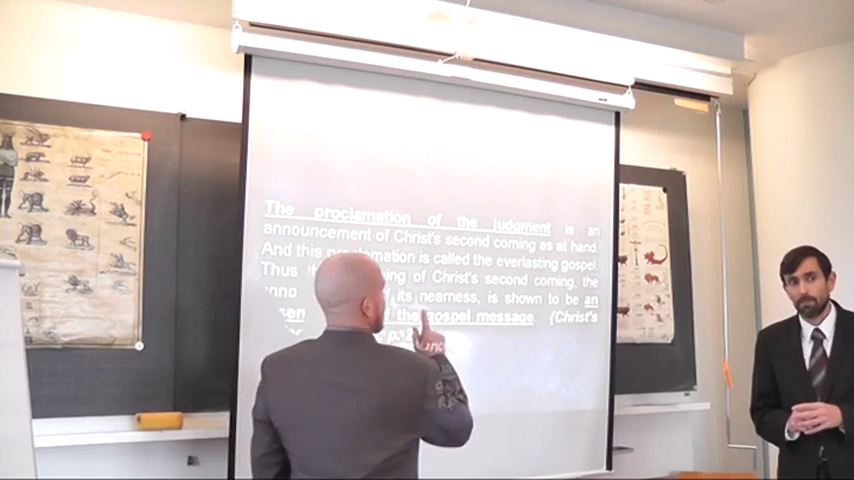 The proclamation of the judgment is an
announcement of Christ's second coming as at hand
And this proclamation is called the everlasting gospel.
Thus of Christ's second coming, the
its nearness, is shown to be an
the gospel message. (Christ's